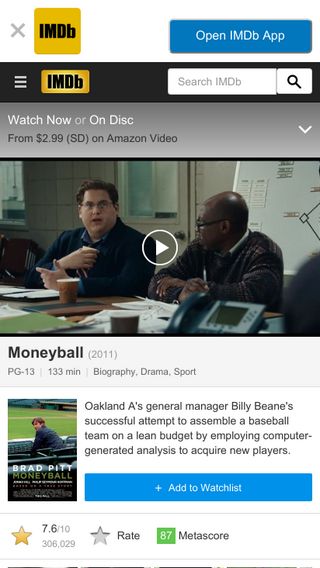 IMDb
Open IMDb App
IMDb
Search IMDb
Watch Now or On Disc
From $2.99 (SD) on Amazon Video
Moneyball (2011)
PG-13 | 133 min | Biography, Drama, Sport
Oakland A's general manager Billy Beane's
successful attempt to assemble a baseball
team on a lean budget by employing computer-
generated analysis to acquire new players.
BRAD PITT
MONEYBALL
+ Add to Watchlist
7.6/10
306,029
Rate
87 Metascore